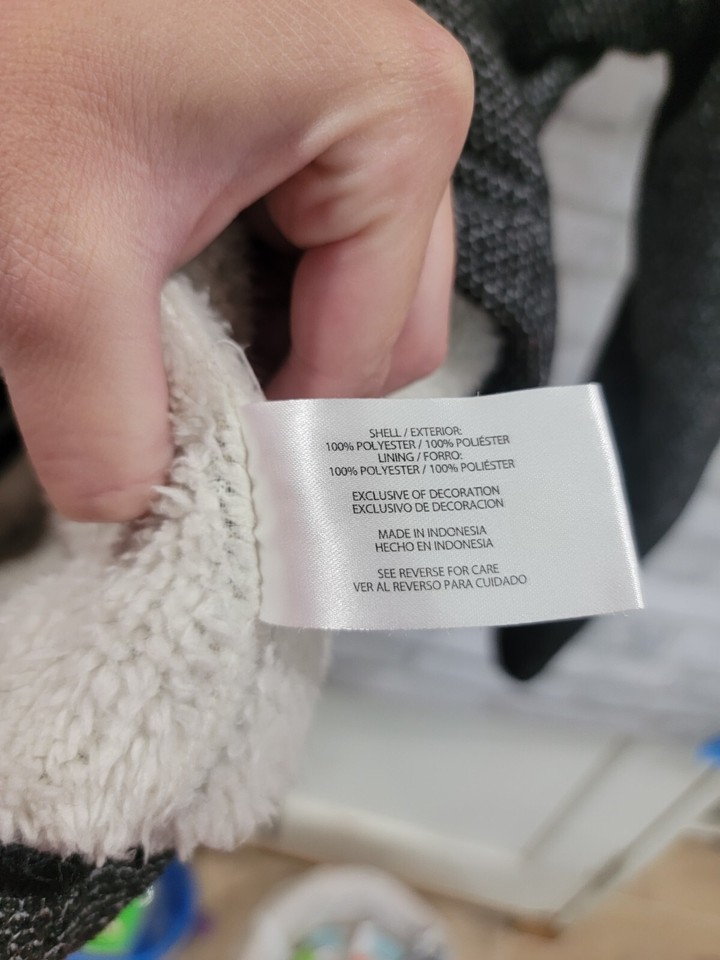 SHELL / EXTERIOR:
100% POLYESTER / 100% POLIÉSTER
LINING / FORRO:
100% POLYESTER / 100% POLIÉSTER
EXCLUSIVE OF DECORATION
EXCLUSIVO DE DECORACION
MADE IN INDONESIA
HECHO EN INDONESIA
SEE REVERSE FOR CARE
VER AL REVERSO PARA CUIDADO